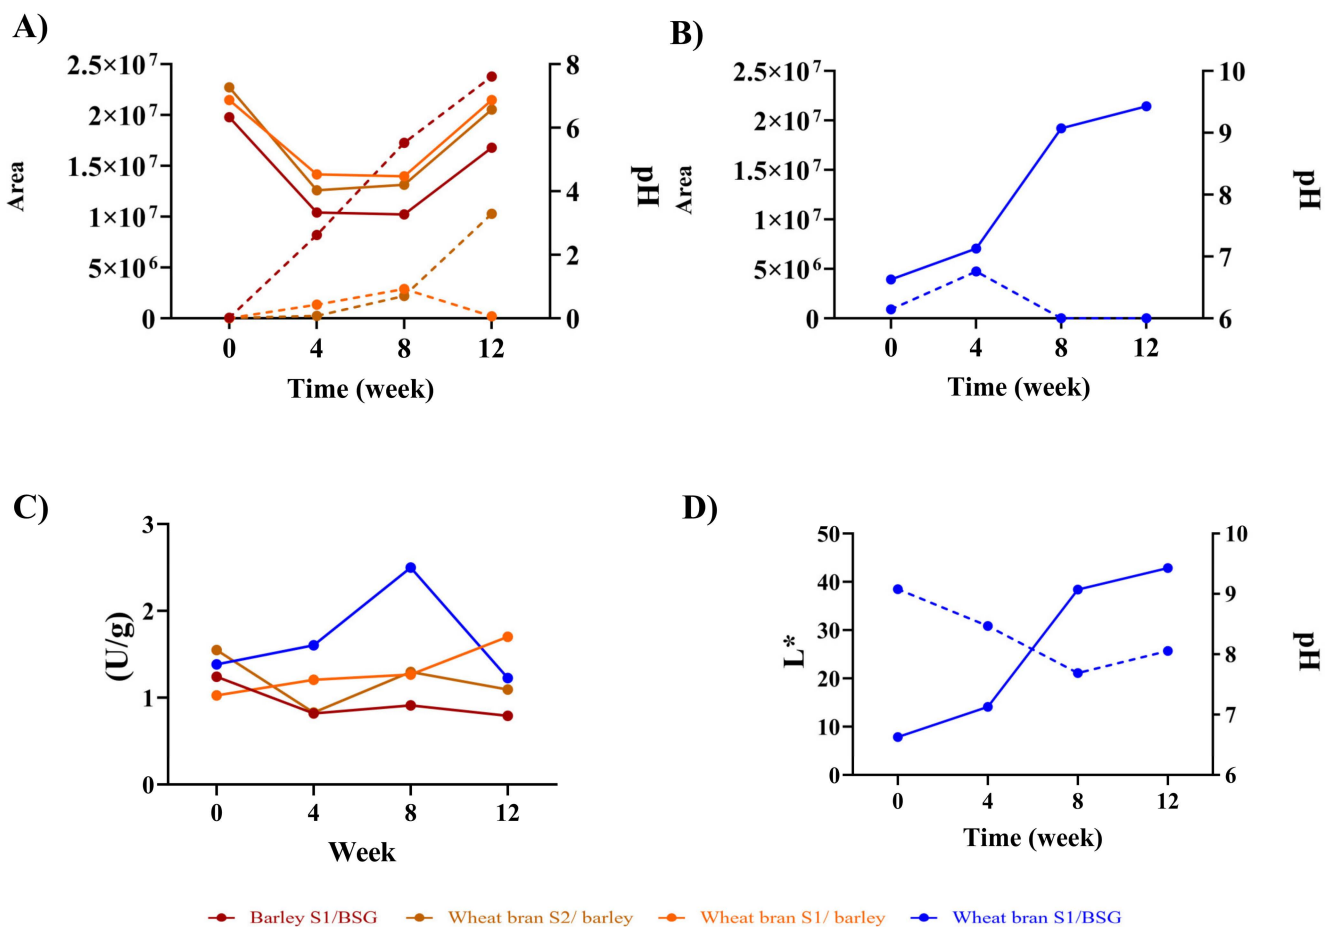 A)
2.5×10⁷
2×10⁷
1.5×10⁷
1×10⁷
5×10⁶
0
Area
8
6
4
2
0
pH
0 4 8 12
Time (week)
B)
2.5×10⁷
2×10⁷
1.5×10⁷
1×10⁷
5×10⁶
0
Area
10
9
8
7
6
pH
0 4 8 12
Time (week)
C)
3
2
1
0
(U/g)
0 4 8 12
Week
D)
50
40
30
20
10
0
L*
10
9
8
7
6
pH
0 4 8 12
Time (week)
Barley S1/BSG Wheat bran S2/ barley Wheat bran S1/ barley Wheat bran S1/BSG